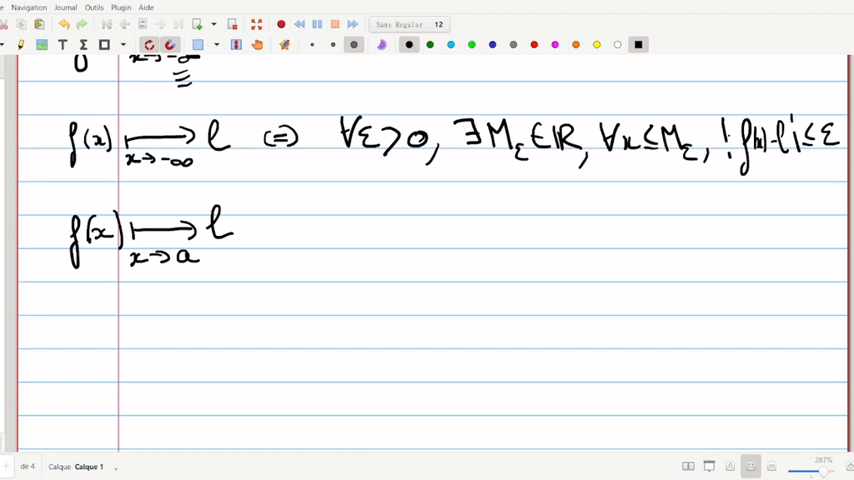 Navigation Journal Outils Plugin Aide
Sans Regular 12
x→-∞
f(x) ⟼ l ⇔ ∀ε>0, ∃M_ε∈ℝ, ∀x≤M_ε, |f(x)-l|≤ε
x→-∞
f(x) ⟼ l
x→a
de 4 Calque Calque 1 287%